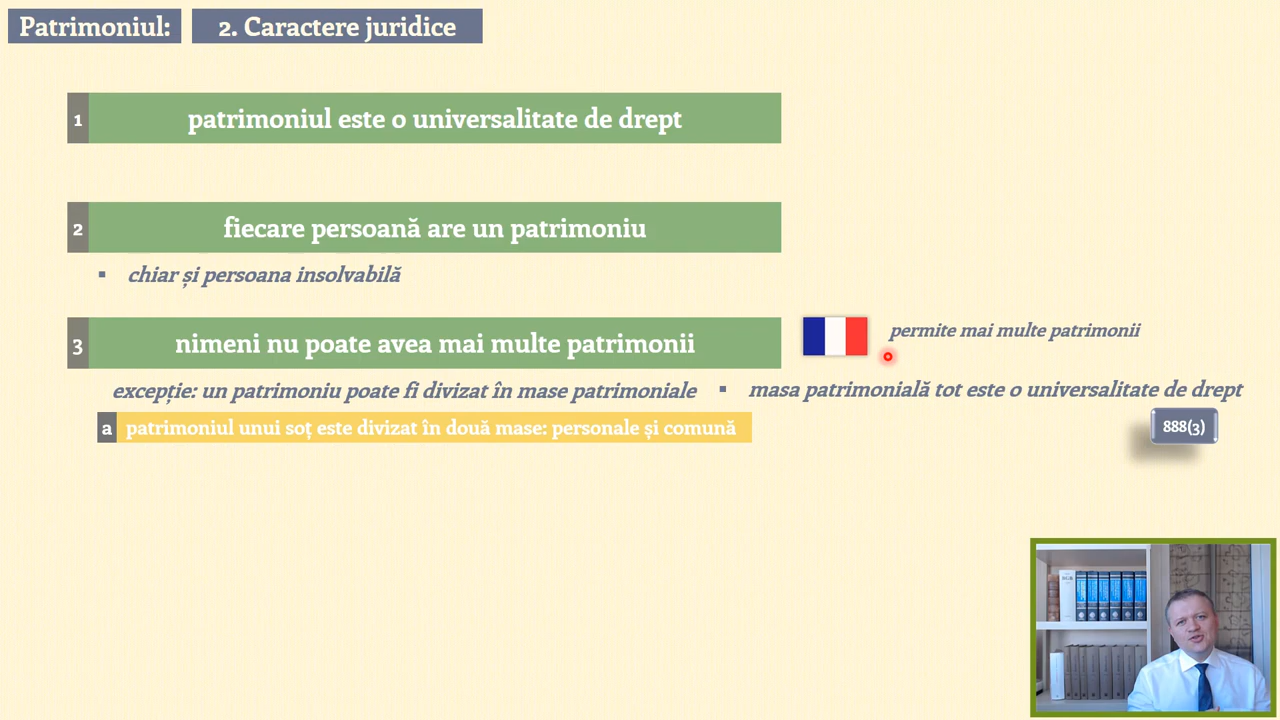 Patrimoniul:
2. Caractere juridice
1 patrimoniul este o universalitate de drept
2 fiecare persoană are un patrimoniu
▪ chiar și persoana insolvabilă
3 nimeni nu poate avea mai multe patrimonii
permite mai multe patrimonii
excepție: un patrimoniu poate fi divizat în mase patrimoniale
▪ masa patrimonială tot este o universalitate de drept
a patrimoniul unui soț este divizat în două mase: personale și comună
888(3)